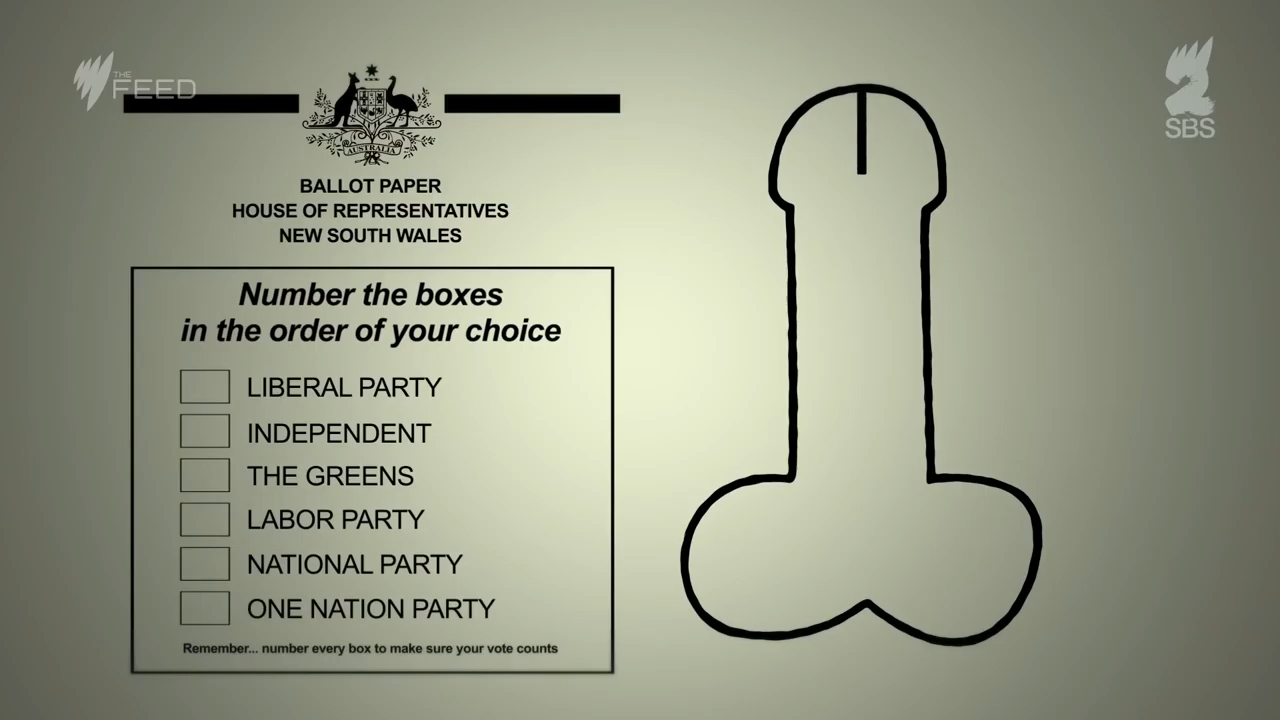 THE
FEED
2
SBS
AUSTRALIA
BALLOT PAPER
HOUSE OF REPRESENTATIVES
NEW SOUTH WALES
Number the boxes
in the order of your choice
LIBERAL PARTY
INDEPENDENT
THE GREENS
LABOR PARTY
NATIONAL PARTY
ONE NATION PARTY
Remember... number every box to make sure your vote counts